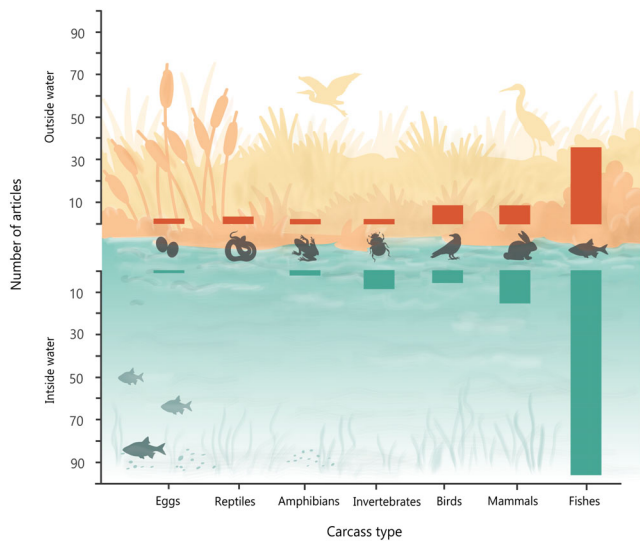 Number of articles
Outside water
90
70
50
30
10
Intside water
10
30
50
70
90
Eggs Reptiles Amphibians Invertebrates Birds Mammals Fishes
Carcass type